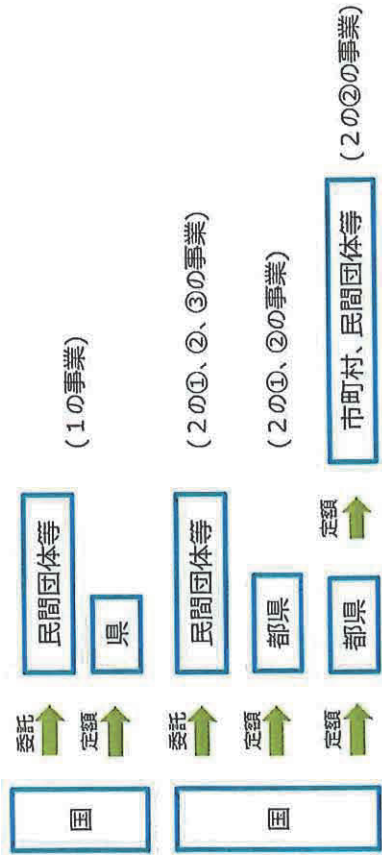 国
委託
民間団体等
(1の事業)
定額
県
国
委託
民間団体等
(2の①、②、③の事業)
定額
都県
(2の①、②の事業)
定額
都県
定額
市町村、民間団体等
(2の②の事業)